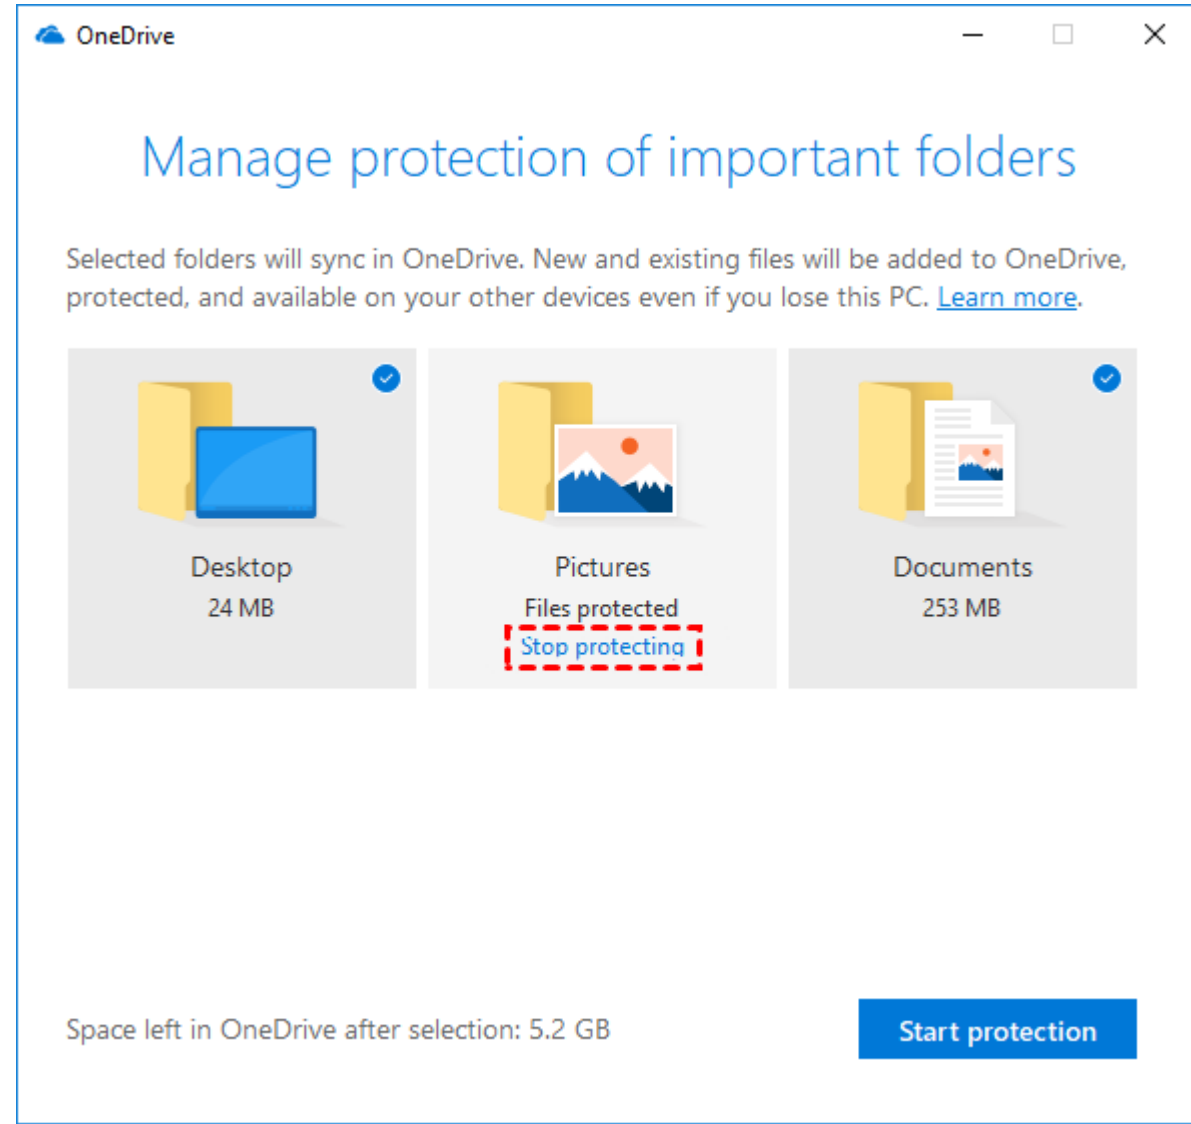 OneDrive
Manage protection of important folders
Selected folders will sync in OneDrive. New and existing files will be added to OneDrive,
protected, and available on your other devices even if you lose this PC. Learn more.
Desktop
24 MB
Pictures
Files protected
Stop protecting
Documents
253 MB
Space left in OneDrive after selection: 5.2 GB
Start protection